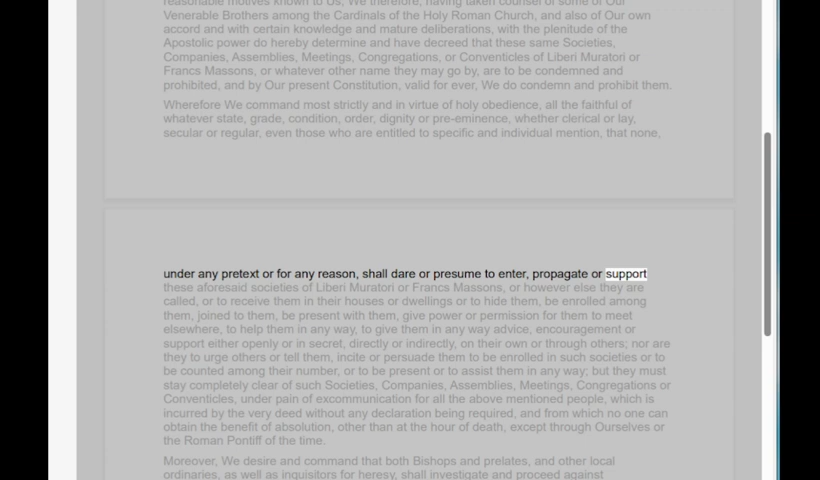 reasonable motives known to Us, We therefore, having taken counsel of some of Our
Venerable Brothers among the Cardinals of the Holy Roman Church, and also of Our own
accord and with certain knowledge and mature deliberations, with the plenitude of the
Apostolic power do hereby determine and have decreed that these same Societies,
Companies, Assemblies, Meetings, Congregations, or Conventicles of Liberi Muratori or
Francs Massons, or whatever other name they may go by, are to be condemned and
prohibited, and by Our present Constitution, valid for ever, We do condemn and prohibit them.
Wherefore We command most strictly and in virtue of holy obedience, all the faithful of
whatever state, grade, condition, order, dignity or pre-eminence, whether clerical or lay,
secular or regular, even those who are entitled to specific and individual mention, that none,
under any pretext or for any reason, shall dare or presume to enter, propagate or support
these aforesaid societies of Liberi Muratori or Francs Massons, or however else they are
called, or to receive them in their houses or dwellings or to hide them, be enrolled among
them, joined to them, be present with them, give power or permission for them to meet
elsewhere, to help them in any way, to give them in any way advice, encouragement or
support either openly or in secret, directly or indirectly, on their own or through others; nor are
they to urge others or tell them, incite or persuade them to be enrolled in such societies or to
be counted among their number, or to be present or to assist them in any way; but they must
stay completely clear of such Societies, Companies, Assemblies, Meetings, Congregations or
Conventicles, under pain of excommunication for all the above mentioned people, which is
incurred by the very deed without any declaration being required, and from which no one can
obtain the benefit of absolution, other than at the hour of death, except through Ourselves or
the Roman Pontiff of the time.
Moreover, We desire and command that both Bishops and prelates, and other local
ordinaries, as well as inquisitors for heresy, shall investigate and proceed against